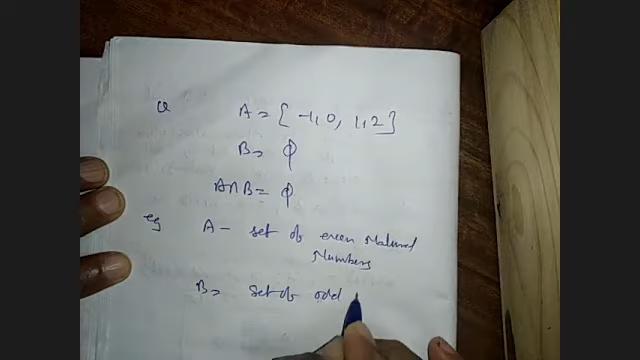 A = { -1, 0, 1, 2 }
B = φ
A∩B = φ
eg A - set of even Natural
Numbers
B = set of odd